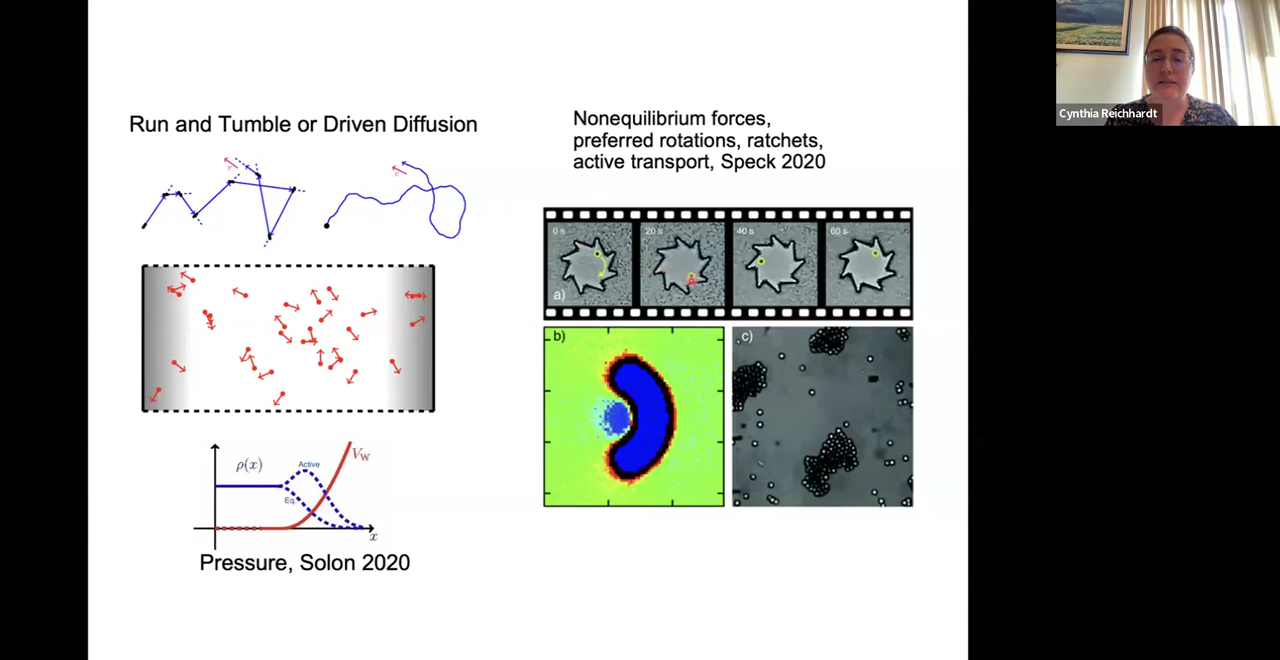 Run and Tumble or Driven Diffusion
Nonequilibrium forces,
preferred rotations, ratchets,
active transport, Speck 2020
0 s
20 s
40 s
60 s
a)
b)
c)
ρ(x)
Active
Eq.
V_W
x
Pressure, Solon 2020
Cynthia Reichhardt